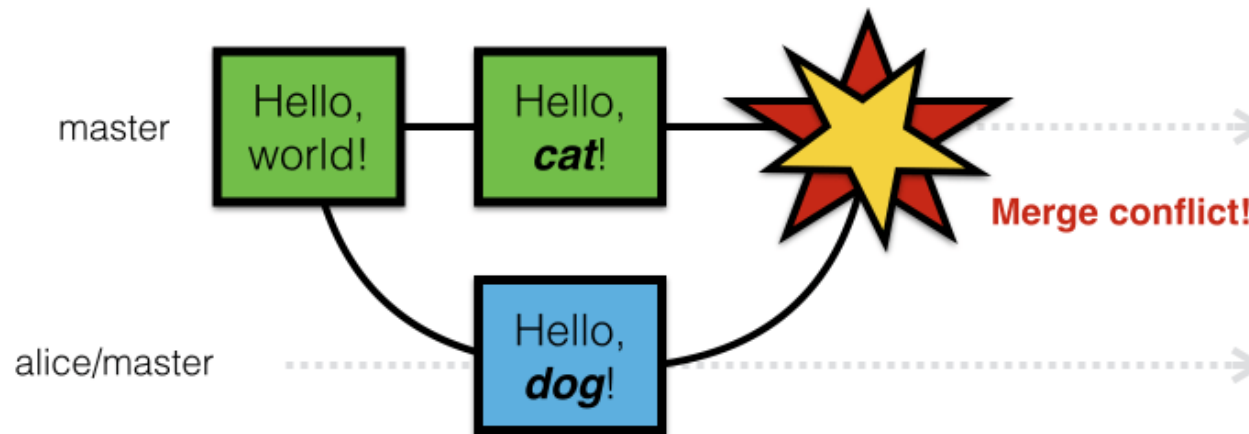 master
Hello,
world!
Hello,
cat!
Merge conflict!
alice/master
Hello,
dog!